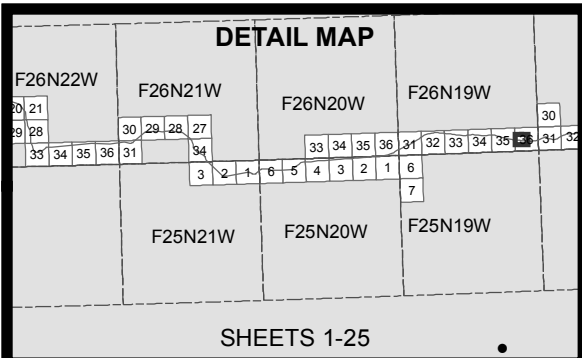 DETAIL MAP
F26N22W
F26N21W
F26N20W
F26N19W
20 21
29 28
30 29 28 27
30
33 34 35 36 31
34
33 34 35 36 31 32 33 34 35 36 31 32
3 2 1 6 5 4 3 2 1 6
7
F25N21W
F25N20W
F25N19W
SHEETS 1-25